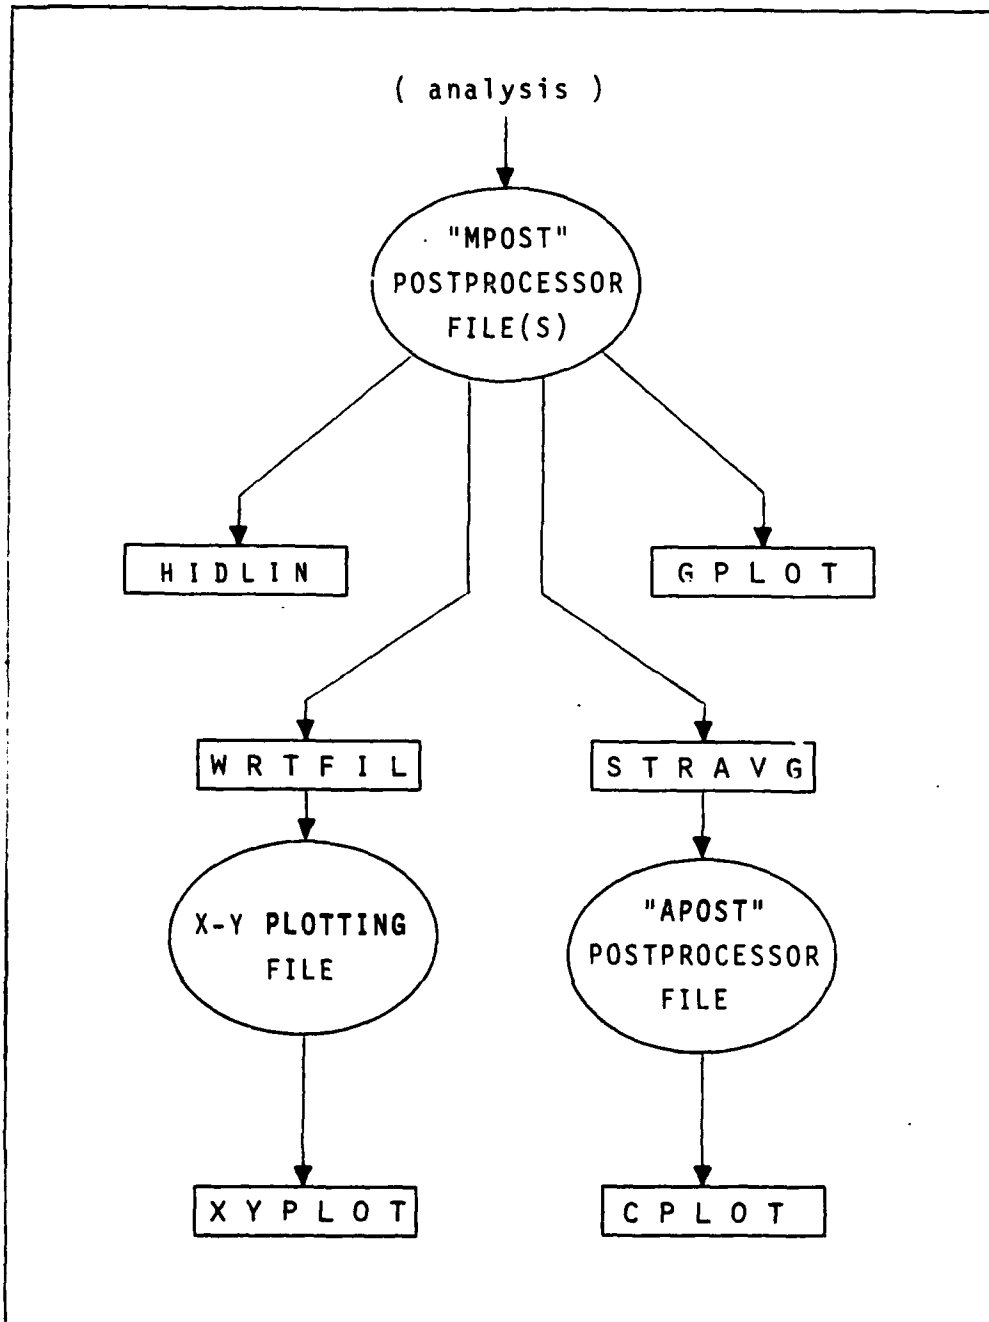 ( analysis )
"MPOST"
POSTPROCESSOR
FILE(S)
HIDLIN
GPLOT
WRTFIL
STRAVG
X-Y PLOTTING
FILE
"APOST"
POSTPROCESSOR
FILE
XYPLOT
CPLOT